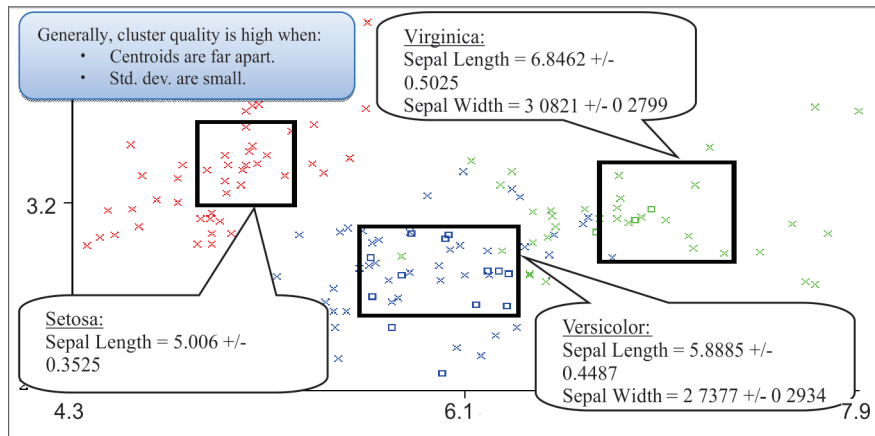 Generally, cluster quality is high when:
• Centroids are far apart.
• Std. dev. are small.
Virginica:
Sepal Length = 6.8462 +/-
0.5025
Sepal Width = 3 0821 +/- 0 2799
3.2
Setosa:
Sepal Length = 5.006 +/-
0.3525
Versicolor:
Sepal Length = 5.8885 +/-
0.4487
Sepal Width = 2 7377 +/- 0 2934
4.3
6.1
7.9